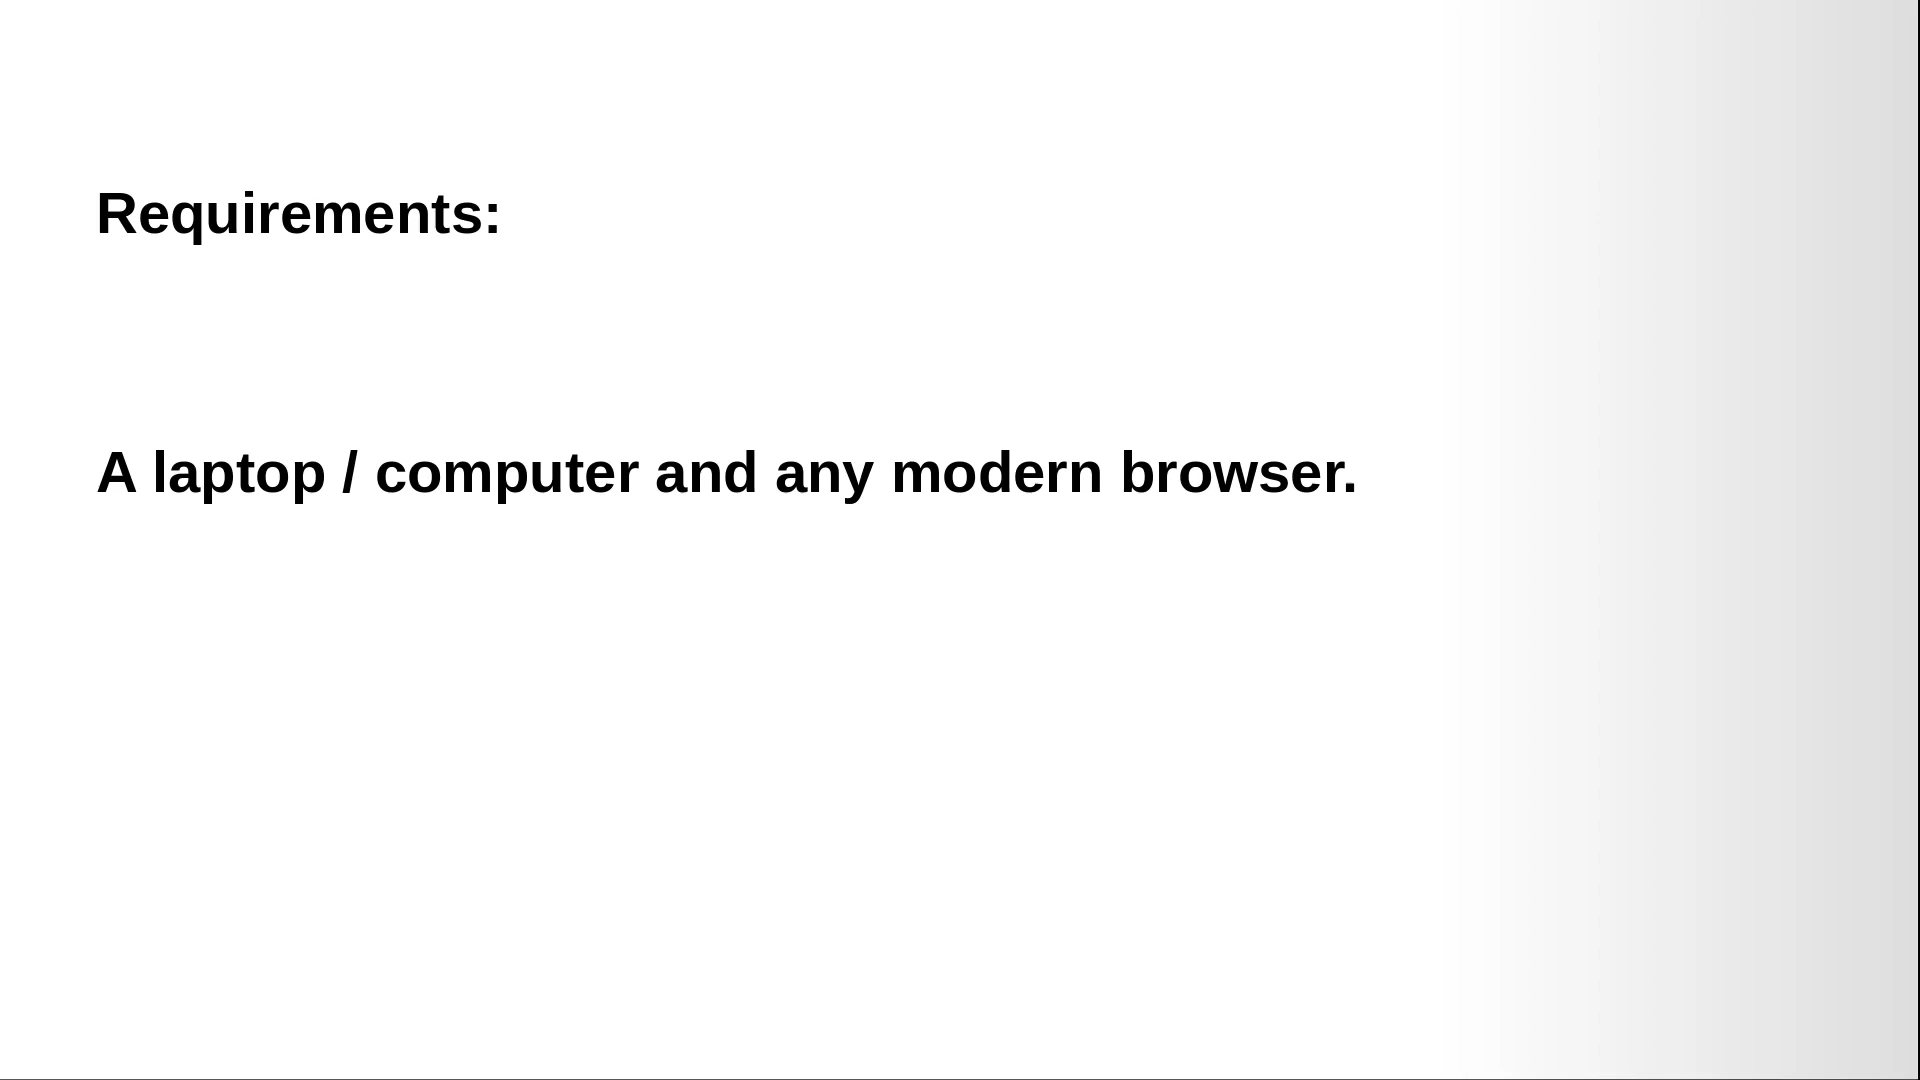 Requirements:
A laptop / computer and any modern browser.